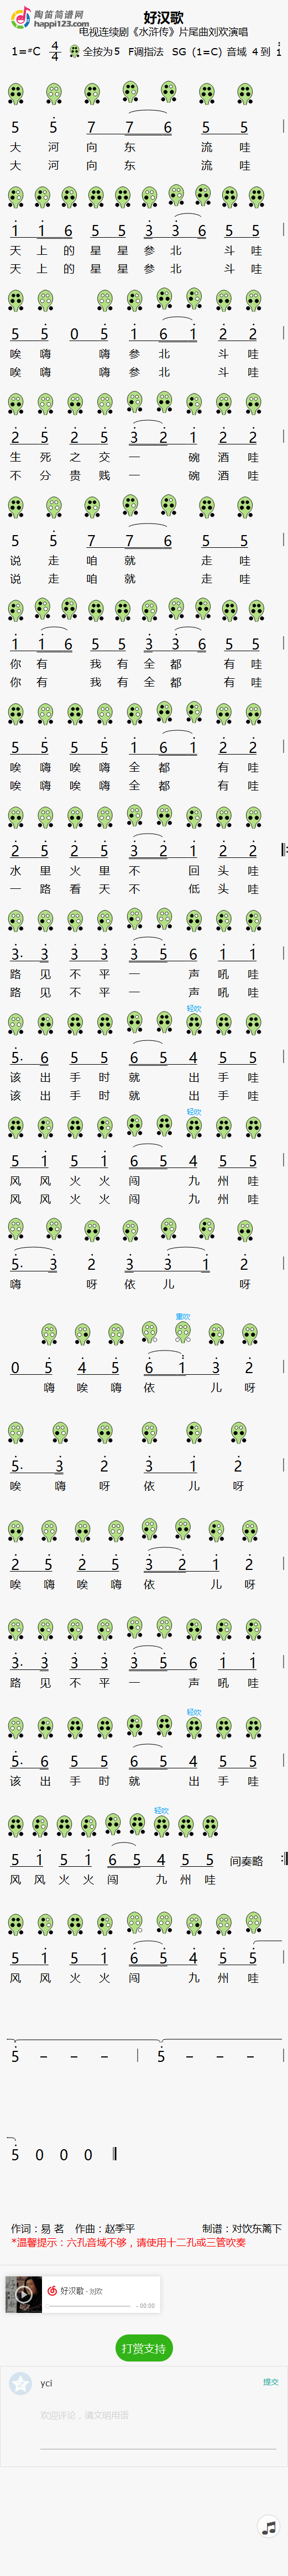 陶笛简谱网
happi123.com
好汉歌
电视连续剧《水浒传》片尾曲刘欢演唱
1=#C 4/4 全按为5 F调指法 SG (1=C) 音域 4到 1
5 5 7 7 6 5 5
大 河 向 东 流 哇
大 河 向 东 流 哇
1 1 6 5 5 3 3 6 5 5
天 上 的 星 星 参 北 斗 哇
天 上 的 星 星 参 北 斗 哇
5 5 0 5 1 6 1 2 2
唉 嗨 嗨 参 北 斗 哇
唉 嗨 嗨 参 北 斗 哇
2 5 2 5 3 2 1 2 2
生 死 之 交 一 碗 酒 哇
不 分 贵 贱 一 碗 酒 哇
5 5 7 7 6 5 5
说 走 咱 就 走 哇
说 走 咱 就 走 哇
1 1 6 5 5 3 3 6 5 5
你 有 我 有 全 都 有 哇
你 有 我 有 全 都 有 哇
5 5 5 5 1 6 1 2 2
唉 嗨 唉 嗨 全 都 有 哇
唉 嗨 唉 嗨 全 都 有 哇
2 5 2 5 3 2 1 2 2
水 里 火 里 不 回 头 哇
一 路 看 天 不 低 头 哇
3· 3 3 3 3 5 6 1 1
路 见 不 平 一 声 吼 哇
路 见 不 平 一 声 吼 哇
轻吹
5· 6 5 5 6 5 4 5 5
该 出 手 时 就 出 手 哇
该 出 手 时 就 出 手 哇
轻吹
5 1 5 1 6 5 4 5 5
风 风 火 火 闯 九 州 哇
风 风 火 火 闯 九 州 哇
5· 3 2 3 3 1 2
嗨 呀 依 儿 呀
重吹
0 5 4 5 6 1 3 2
嗨 唉 嗨 依 儿 呀
5· 3 2 3 1 2
唉 嗨 呀 依 儿 呀
2 5 2 5 3 2 1 2
唉 嗨 唉 嗨 依 儿 呀
3· 3 3 3 3 5 6 1 1
路 见 不 平 一 声 吼 哇
轻吹
5· 6 5 5 6 5 4 5 5
该 出 手 时 就 出 手 哇
轻吹
5 1 5 1 6 5 4 5 5 间奏略
风 风 火 火 闯 九 州 哇
5 1 5 1 6 5 4 5 5
风 风 火 火 闯 九 州 哇
5 – – – 5 – – –
5 0 0 0
作词：易 茗 作曲：赵季平 制谱：对饮东篱下
*温馨提示：六孔音域不够，请使用十二孔或三管吹奏
好汉歌 - 刘欢
- 00:00
打赏支持
yci 提交
欢迎评论，请文明用语